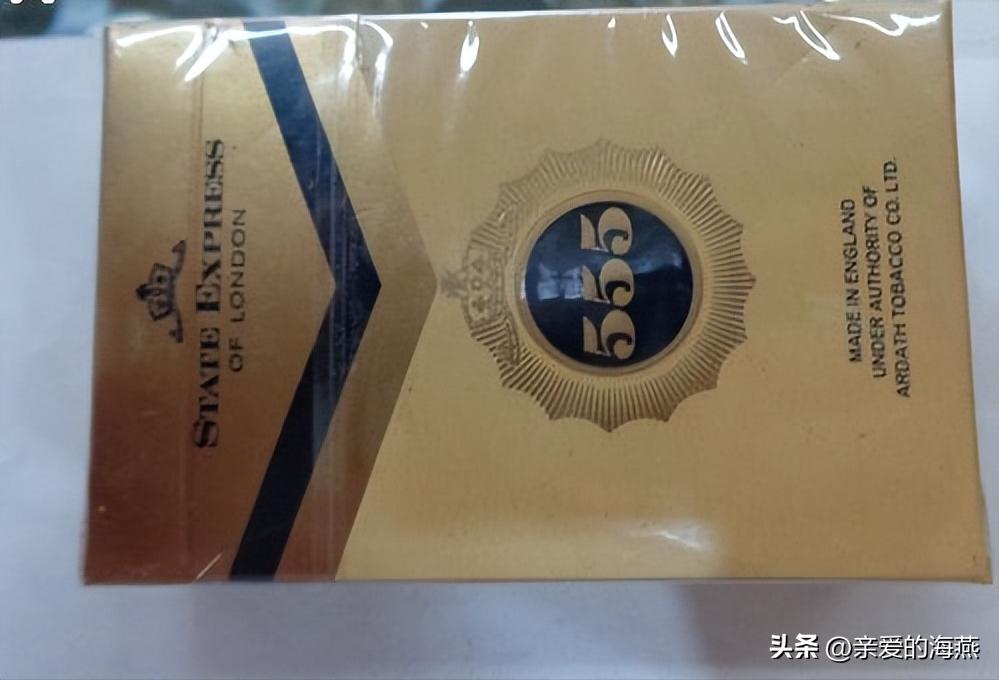 STATE EXPRESS
OF LONDON
555
MADE IN ENGLAND
UNDER AUTHORITY OF
ARDATH TOBACCO CO. LTD.
头条 @亲爱的海燕